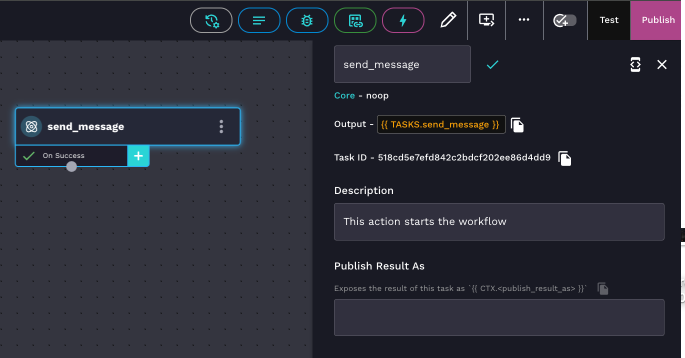 Test
Publish
send_message
On Success
send_message
Core - noop
Output - {{ TASKS.send_message }}
Task ID - 518cd5e7efd842c2bdcf202ee86d4dd9
Description
This action starts the workflow
Publish Result As
Exposes the result of this task as `{{ CTX.<publish_result_as> }}`